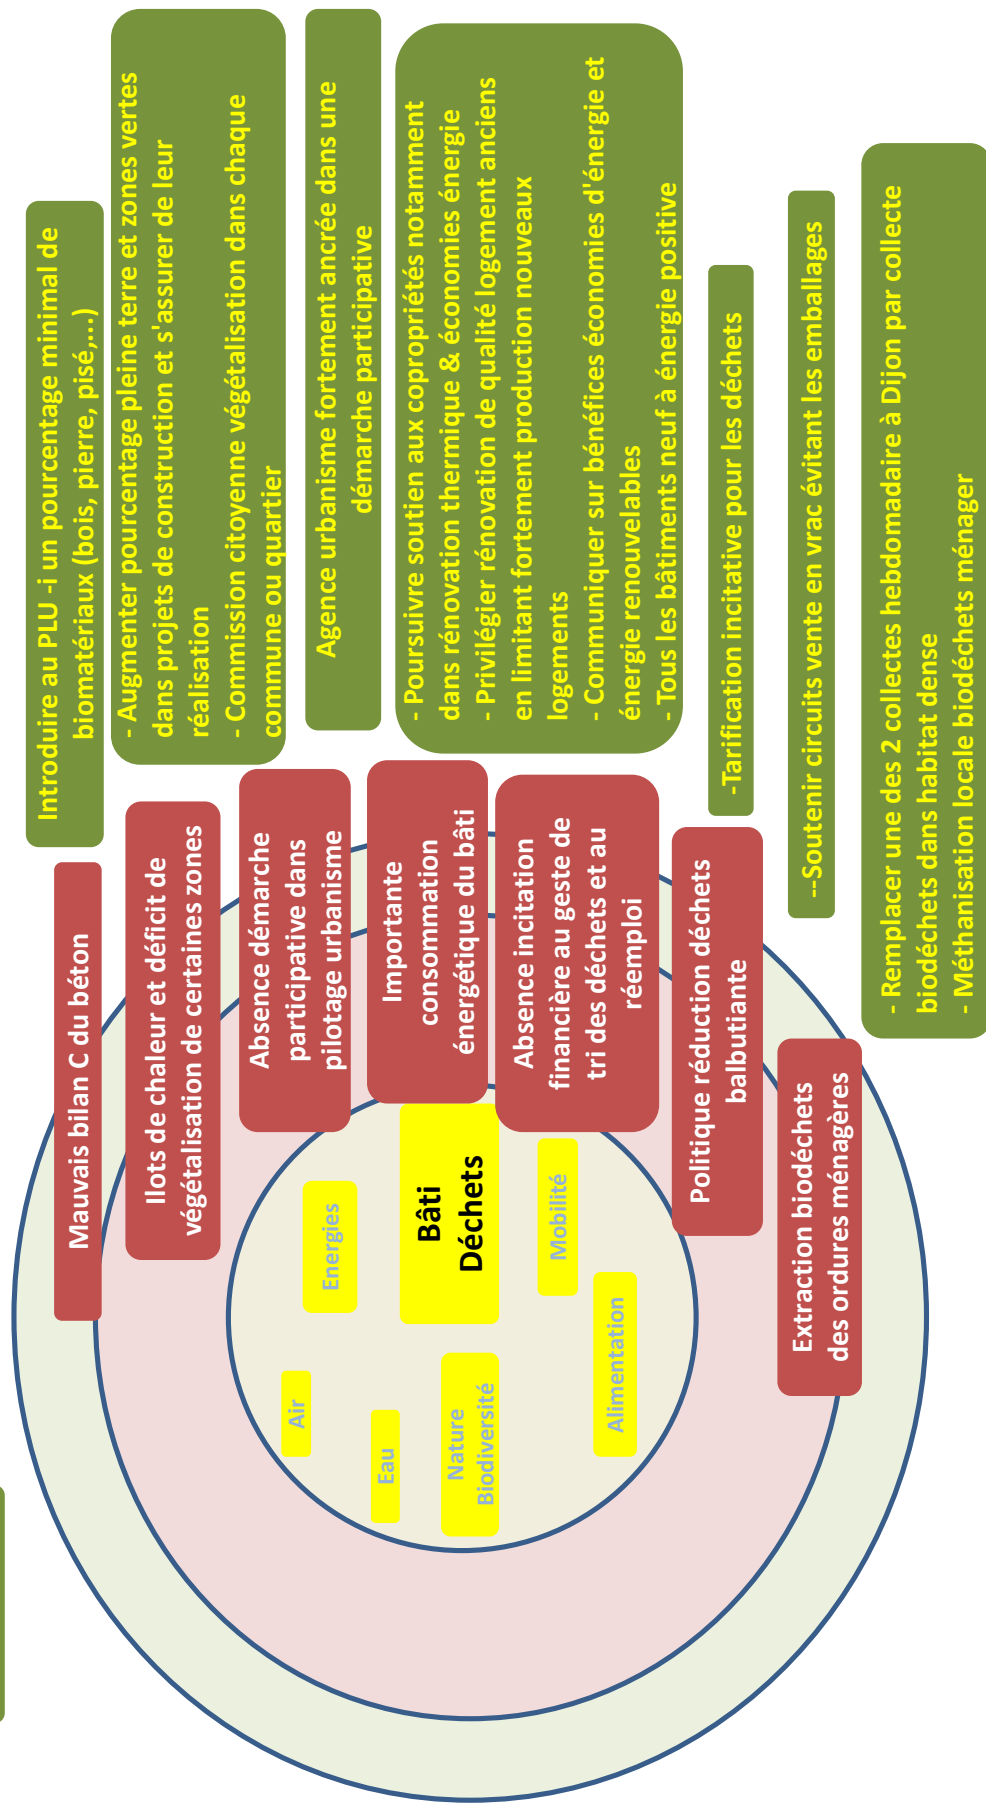 Air
Eau
Nature
Biodiversité
Energies
Bâti
Déchets
Mobilité
Alimentation
Mauvais bilan C du béton
Introduire au PLU -i un pourcentage minimal de
biomatériaux (bois, pierre, pisé,...)
Ilots de chaleur et déficit de
végétalisation de certaines zones
- Augmenter pourcentage pleine terre et zones vertes
dans projets de construction et s'assurer de leur
réalisation
- Commission citoyenne végétalisation dans chaque
commune ou quartier
Absence démarche
participative dans
pilotage urbanisme
Agence urbanisme fortement ancrée dans une
démarche participative
Importante
consommation
énergétique du bâti
- Poursuivre soutien aux copropriétés notamment
dans rénovation thermique & économies énergie
- Privilégier rénovation de qualité logement anciens
en limitant fortement production nouveaux
logements
- Communiquer sur bénéfices économies d'énergie et
énergie renouvelables
- Tous les bâtiments neuf à énergie positive
Absence incitation
financière au geste de
tri des déchets et au
réemploi
-Tarification incitative pour les déchets
Politique réduction déchets
balbutiante
--Soutenir circuits vente en vrac évitant les emballages
Extraction biodéchets
des ordures ménagères
- Remplacer une des 2 collectes hebdomadaire à Dijon par collecte
biodéchets dans habitat dense
- Méthanisation locale biodéchets ménager